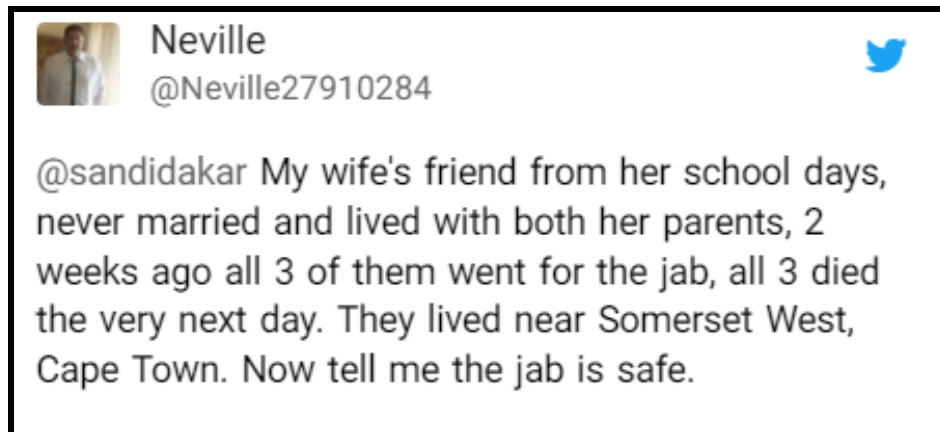 Neville
@Neville27910284
@sandidakar My wife's friend from her school days,
never married and lived with both her parents, 2
weeks ago all 3 of them went for the jab, all 3 died
the very next day. They lived near Somerset West,
Cape Town. Now tell me the jab is safe.